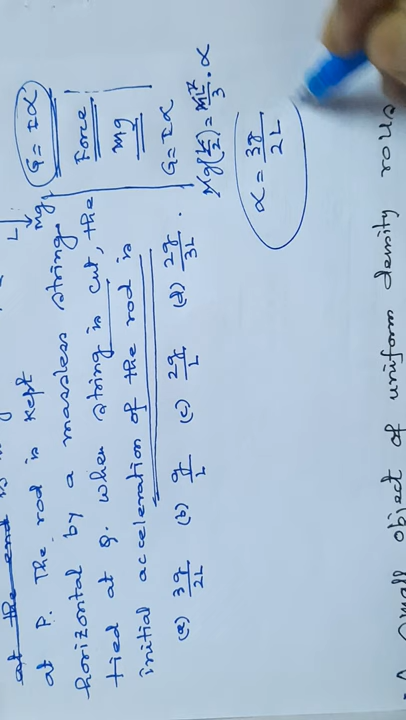 at the end is
at P. The rod is kept
horizontal by a massless string
tied at Q. when string is cut, the
initial acceleration of the rod is
(a) 3g/2L (b) g/L (c) 2g/L (d) 2g/3L.
L
Mg
G = Iα
Force
Mg
G = Iα
Mg(L/2) = ML²/3 . α
α = 3g/2L
small object of uniform density rolls